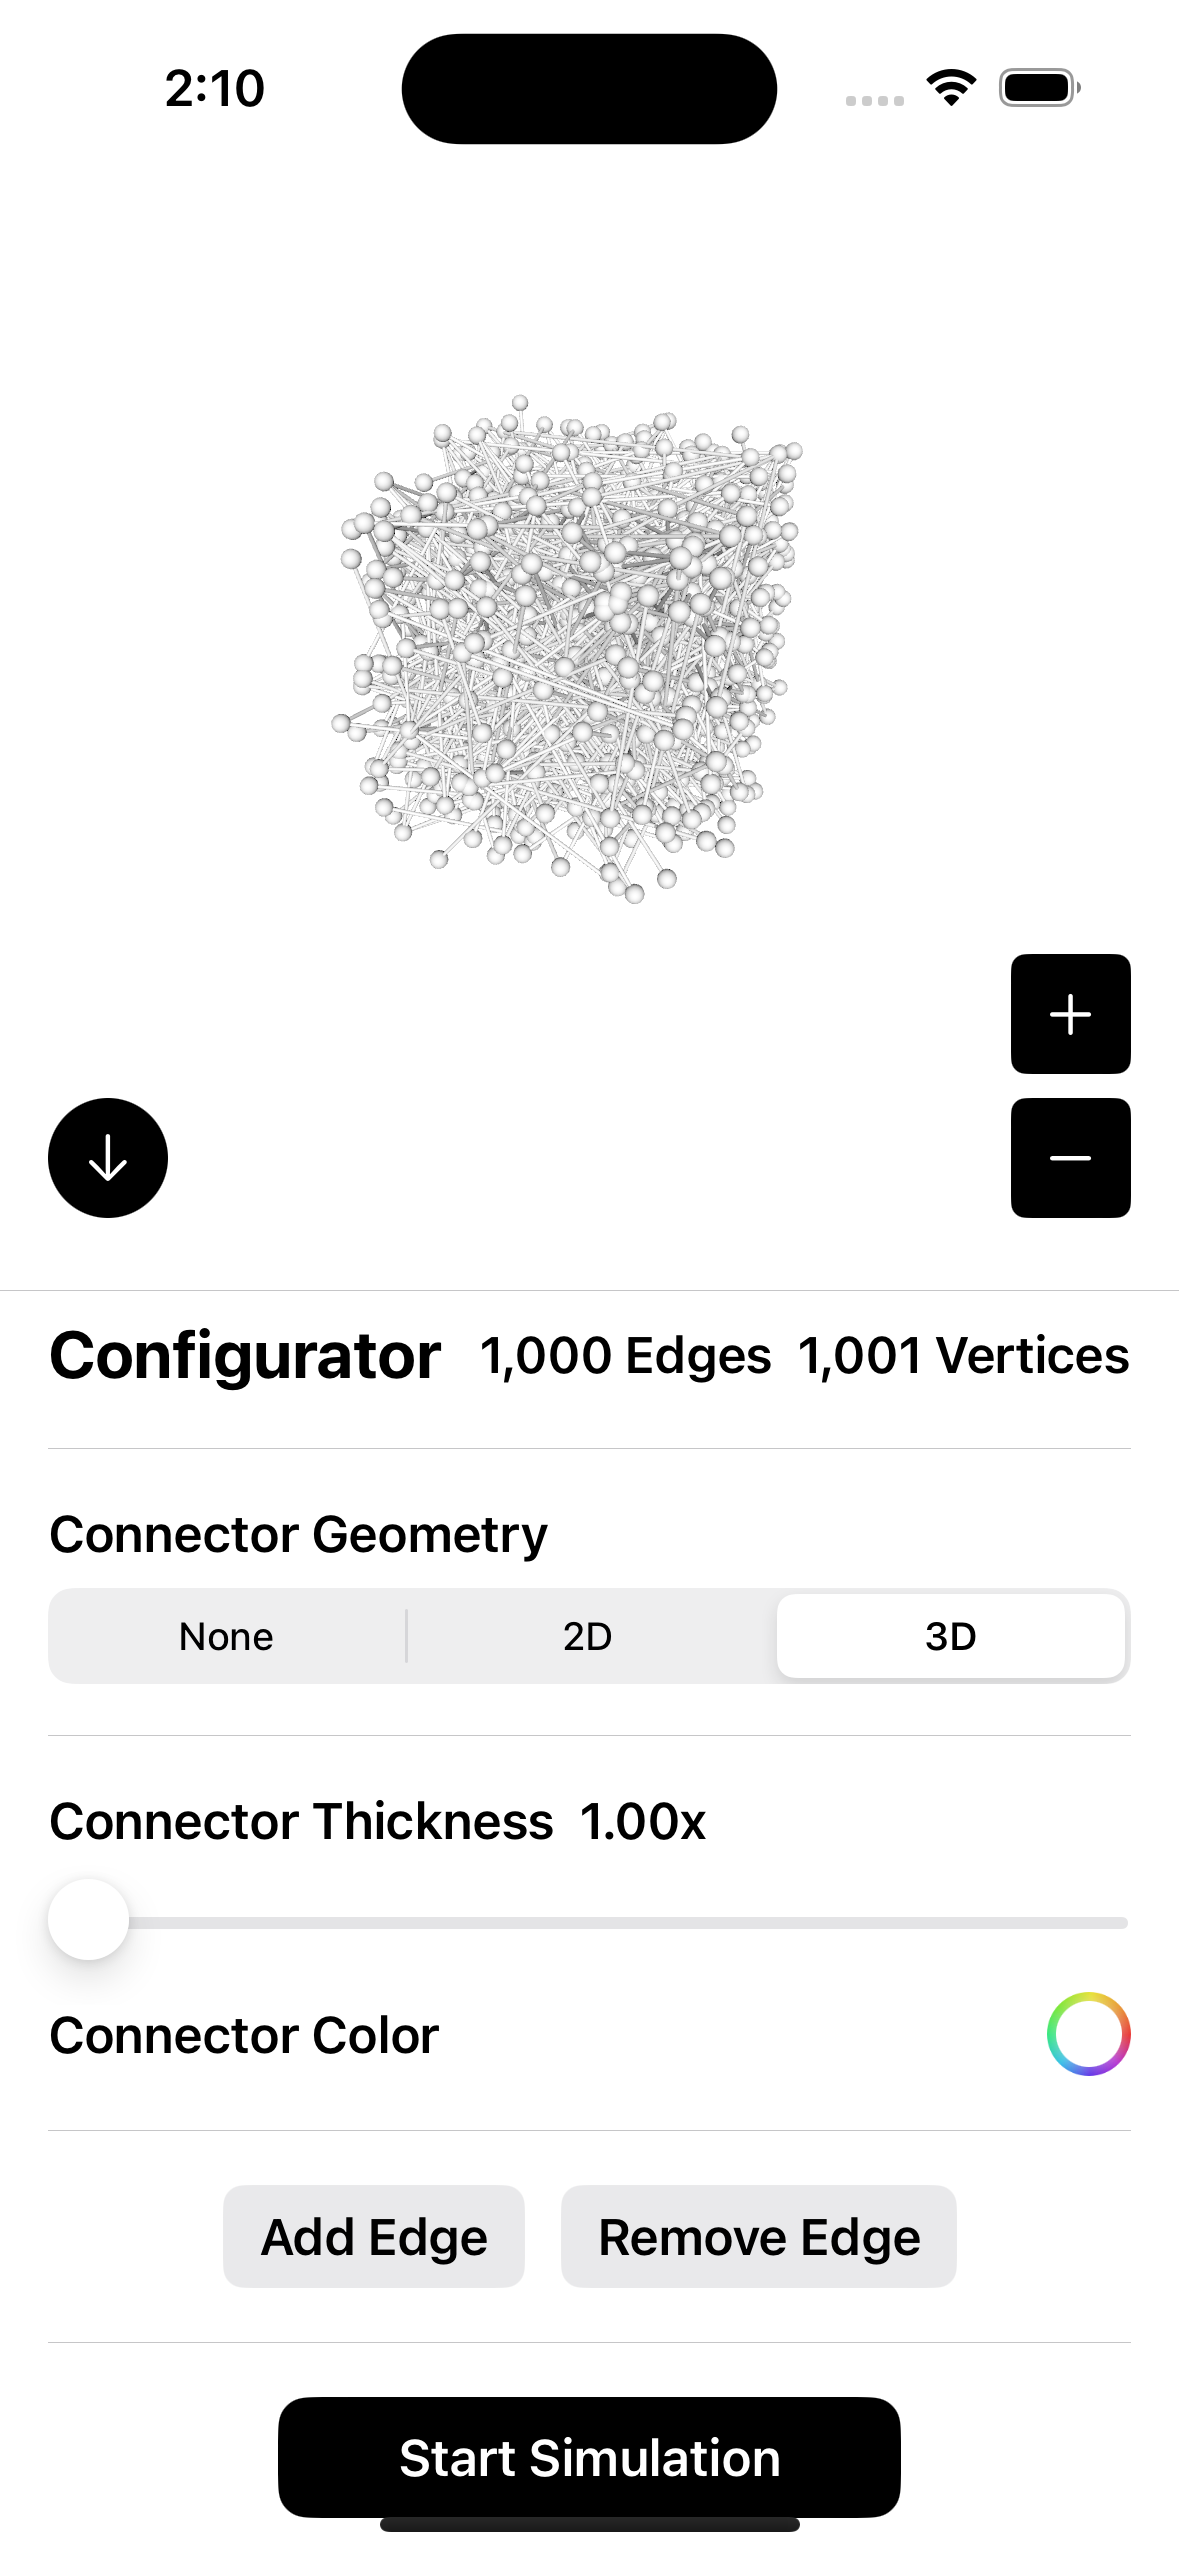 2:10
Configurator 1,000 Edges 1,001 Vertices
Connector Geometry
None 2D 3D
Connector Thickness 1.00x
Connector Color
Add Edge Remove Edge
Start Simulation